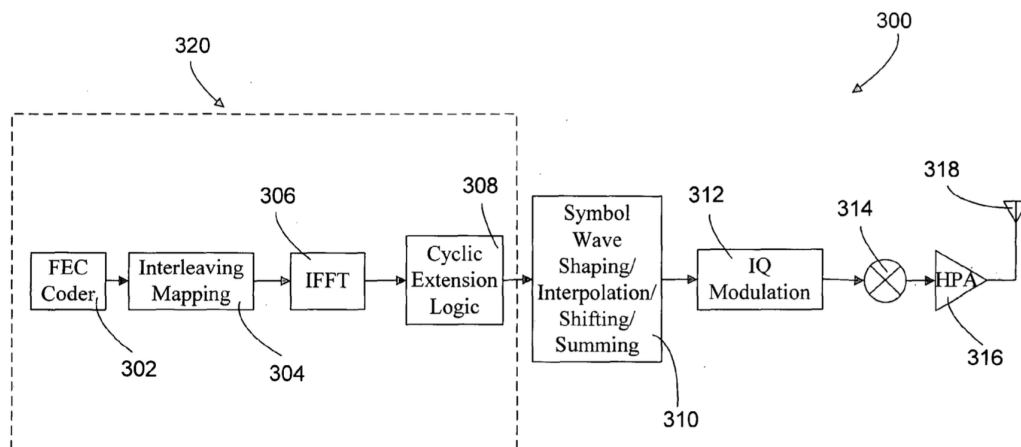 300
320
318
308
306
312
314
Symbol
Wave
Shaping/
Interpolation/
Shifting/
Summing
FEC
Coder
Interleaving
Mapping
IFFT
Cyclic
Extension
Logic
IQ
Modulation
HPA
302
304
310
316